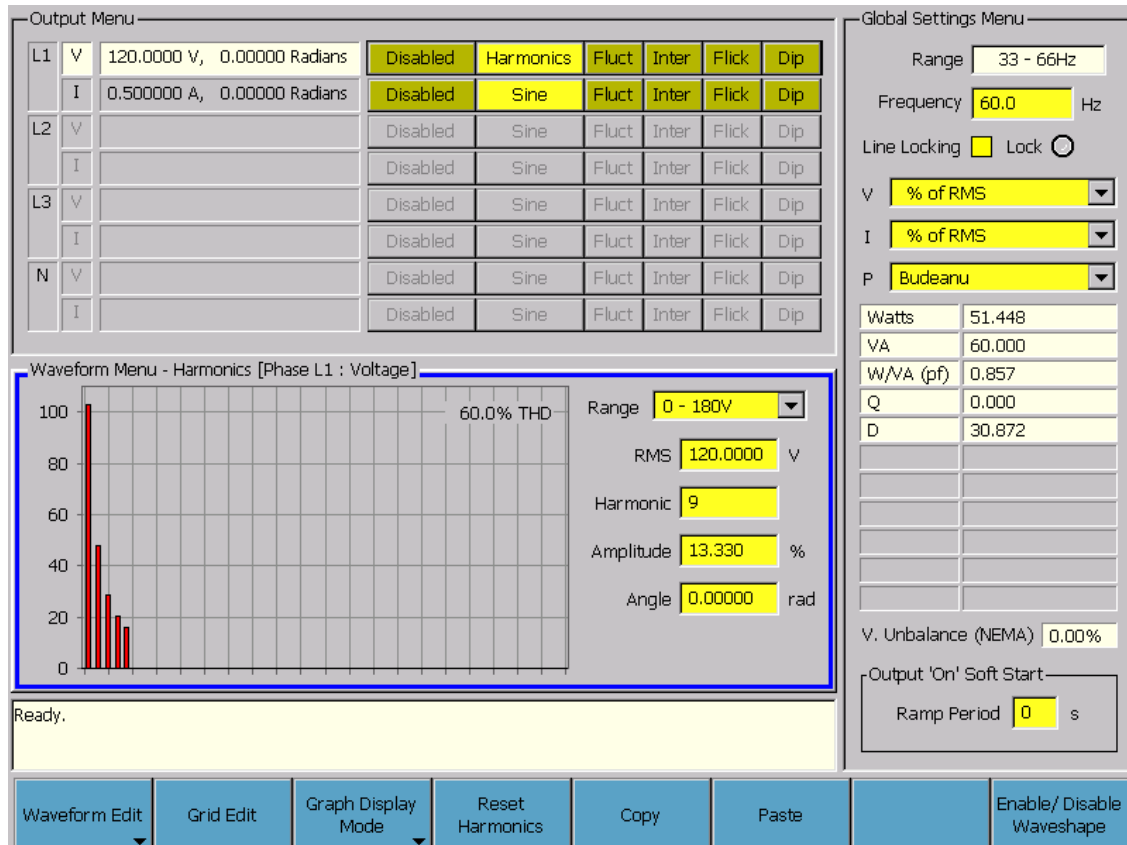 Output Menu
L1 V 120.0000 V, 0.00000 Radians Disabled Harmonics Fluct Inter Flick Dip
I 0.500000 A, 0.00000 Radians Disabled Sine Fluct Inter Flick Dip
L2 V Disabled Sine Fluct Inter Flick Dip
I Disabled Sine Fluct Inter Flick Dip
L3 V Disabled Sine Fluct Inter Flick Dip
I Disabled Sine Fluct Inter Flick Dip
N V Disabled Sine Fluct Inter Flick Dip
I Disabled Sine Fluct Inter Flick Dip
Waveform Menu - Harmonics [Phase L1 : Voltage]
60.0% THD
100
80
60
40
20
0
Range 0 - 180V
RMS 120.0000 V
Harmonic 9
Amplitude 13.330 %
Angle 0.00000 rad
Ready.
Global Settings Menu
Range 33 - 66Hz
Frequency 60.0 Hz
Line Locking Lock
V % of RMS
I % of RMS
P Budeanu
Watts 51.448
VA 60.000
W/VA (pf) 0.857
Q 0.000
D 30.872
V. Unbalance (NEMA) 0.00%
Output 'On' Soft Start
Ramp Period 0 s
Waveform Edit
Grid Edit
Graph Display
Mode
Reset
Harmonics
Copy
Paste
Enable/ Disable
Waveshape